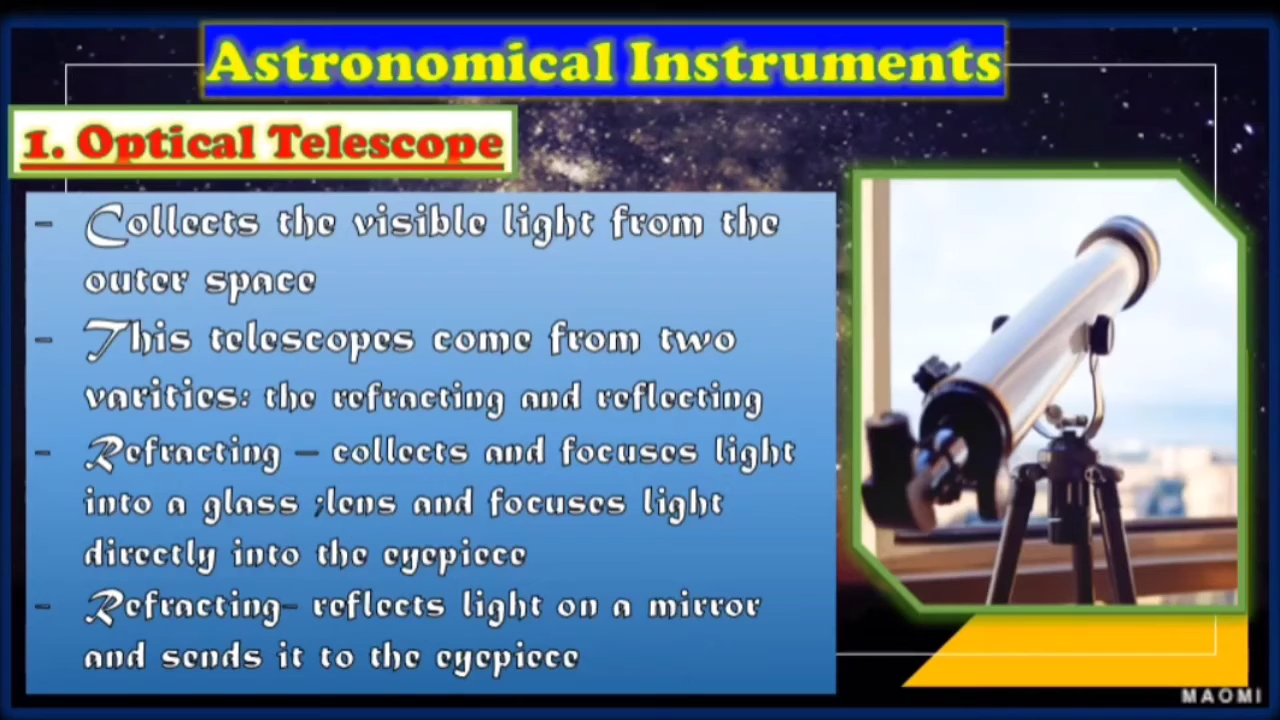 Astronomical Instruments
1. Optical Telescope
- Collects the visible light from the
outer space
- This telescopes come from two
varities: the refracting and reflecting
- Refracting – collects and focuses light
into a glass ;lens and focuses light
directly into the eyepiece
- Refracting– reflects light on a mirror
and sends it to the eyepiece
MAOMI